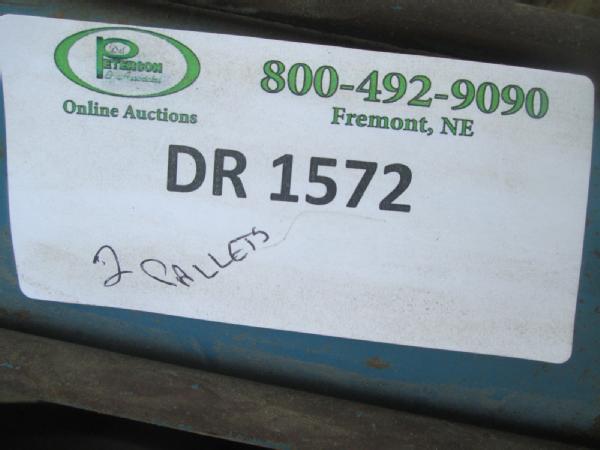 PETERSON
Online Auctions
800-492-9090
Fremont, NE
DR 1572
2 PALLETS